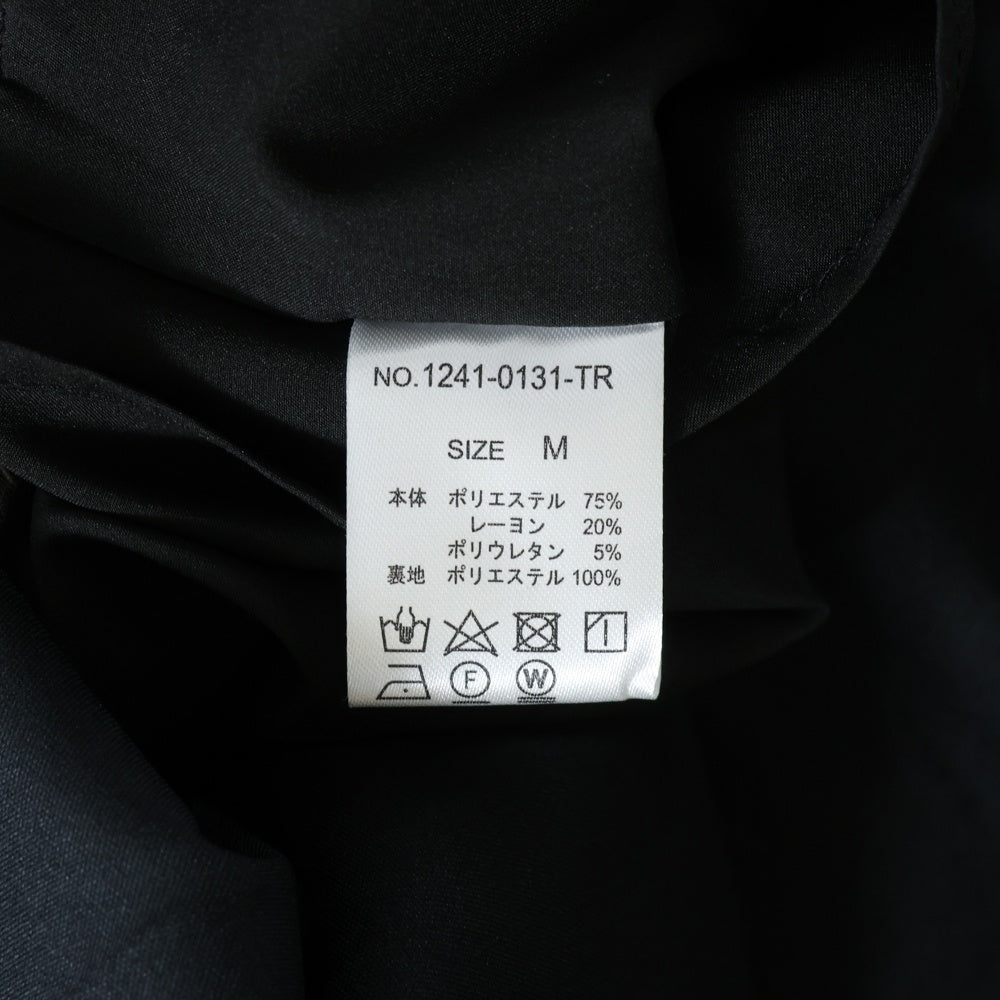 NO.1241-0131-TR
SIZE M
本体 ポリエステル 75%
レーヨン 20%
ポリウレタン 5%
裏地 ポリエステル 100%
F W